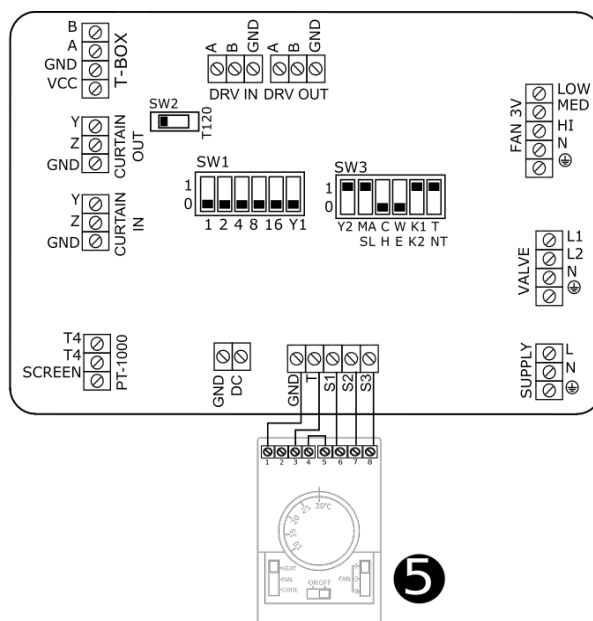 B
A
GND
VCC
T-BOX
Y
Z
GND
CURTAIN
OUT
Y
Z
GND
CURTAIN
IN
T4
T4
SCREEN
PT-1000
A B GND A B GND
DRV IN DRV OUT
SW2
T120
SW1
1
0
1 2 4 8 16 Y1
SW3
1
0
Y2 MA C W K1 T
SL H E K2 NT
LOW
MED
HI
N
FAN 3V
L1
L2
N
VALVE
L
N
SUPPLY
GND DC
GND T S1 S2 S3
1 2 3 4 5 6 7 8
10 15 20 25 30°C
HEAT
FAN
COOL
ON OFF
FAN
1
2
3
5